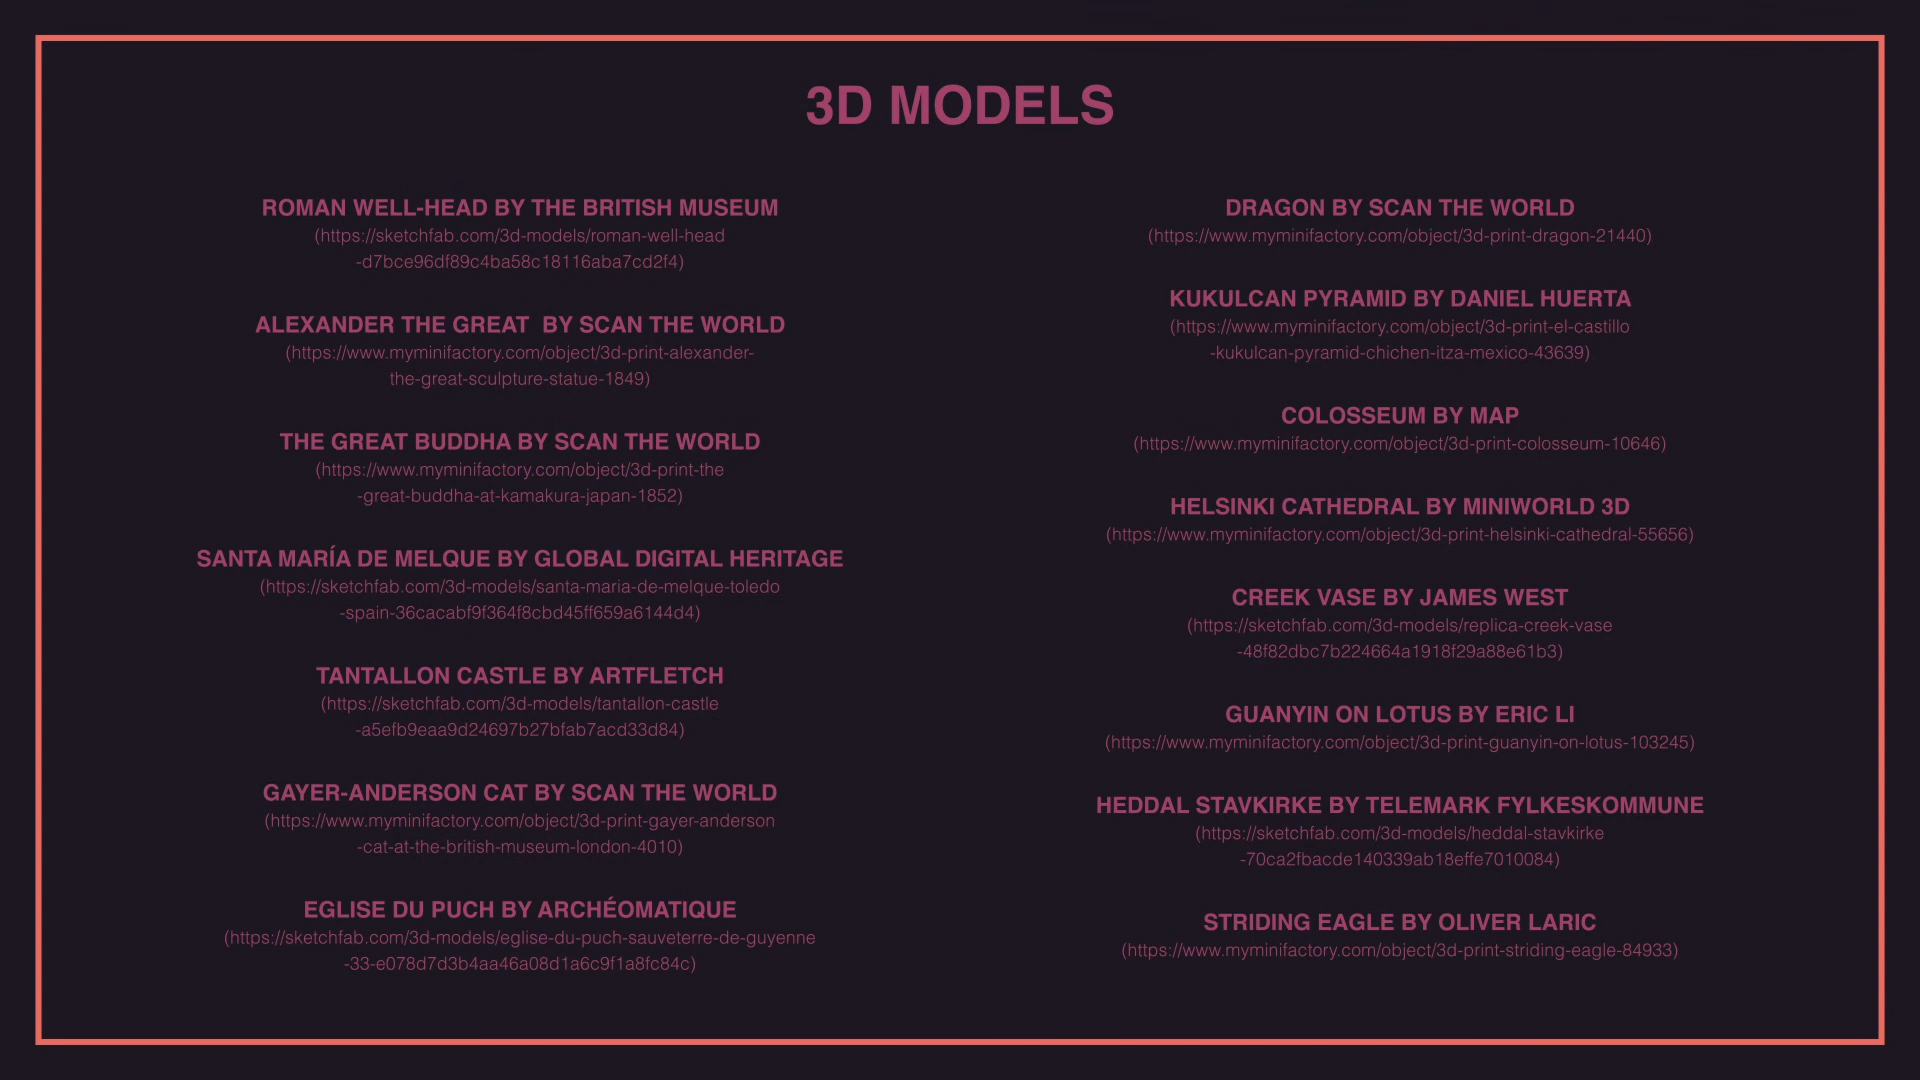 3D MODELS
ROMAN WELL-HEAD BY THE BRITISH MUSEUM
(https://sketchfab.com/3d-models/roman-well-head
-d7bce96df89c4ba58c18116aba7cd2f4)
ALEXANDER THE GREAT  BY SCAN THE WORLD
(https://www.myminifactory.com/object/3d-print-alexander-
the-great-sculpture-statue-1849)
THE GREAT BUDDHA BY SCAN THE WORLD
(https://www.myminifactory.com/object/3d-print-the
-great-buddha-at-kamakura-japan-1852)
SANTA MARÍA DE MELQUE BY GLOBAL DIGITAL HERITAGE
(https://sketchfab.com/3d-models/santa-maria-de-melque-toledo
-spain-36cacabf9f364f8cbd45ff659a6144d4)
TANTALLON CASTLE BY ARTFLETCH
(https://sketchfab.com/3d-models/tantallon-castle
-a5efb9eaa9d24697b27bfab7acd33d84)
GAYER-ANDERSON CAT BY SCAN THE WORLD
(https://www.myminifactory.com/object/3d-print-gayer-anderson
-cat-at-the-british-museum-london-4010)
EGLISE DU PUCH BY ARCHÉOMATIQUE
(https://sketchfab.com/3d-models/eglise-du-puch-sauveterre-de-guyenne
-33-e078d7d3b4aa46a08d1a6c9f1a8fc84c)
DRAGON BY SCAN THE WORLD
(https://www.myminifactory.com/object/3d-print-dragon-21440)
KUKULCAN PYRAMID BY DANIEL HUERTA
(https://www.myminifactory.com/object/3d-print-el-castillo
-kukulcan-pyramid-chichen-itza-mexico-43639)
COLOSSEUM BY MAP
(https://www.myminifactory.com/object/3d-print-colosseum-10646)
HELSINKI CATHEDRAL BY MINIWORLD 3D
(https://www.myminifactory.com/object/3d-print-helsinki-cathedral-55656)
CREEK VASE BY JAMES WEST
(https://sketchfab.com/3d-models/replica-creek-vase
-48f82dbc7b224664a1918f29a88e61b3)
GUANYIN ON LOTUS BY ERIC LI
(https://www.myminifactory.com/object/3d-print-guanyin-on-lotus-103245)
HEDDAL STAVKIRKE BY TELEMARK FYLKESKOMMUNE
(https://sketchfab.com/3d-models/heddal-stavkirke
-70ca2fbacde140339ab18effe7010084)
STRIDING EAGLE BY OLIVER LARIC
(https://www.myminifactory.com/object/3d-print-striding-eagle-84933)